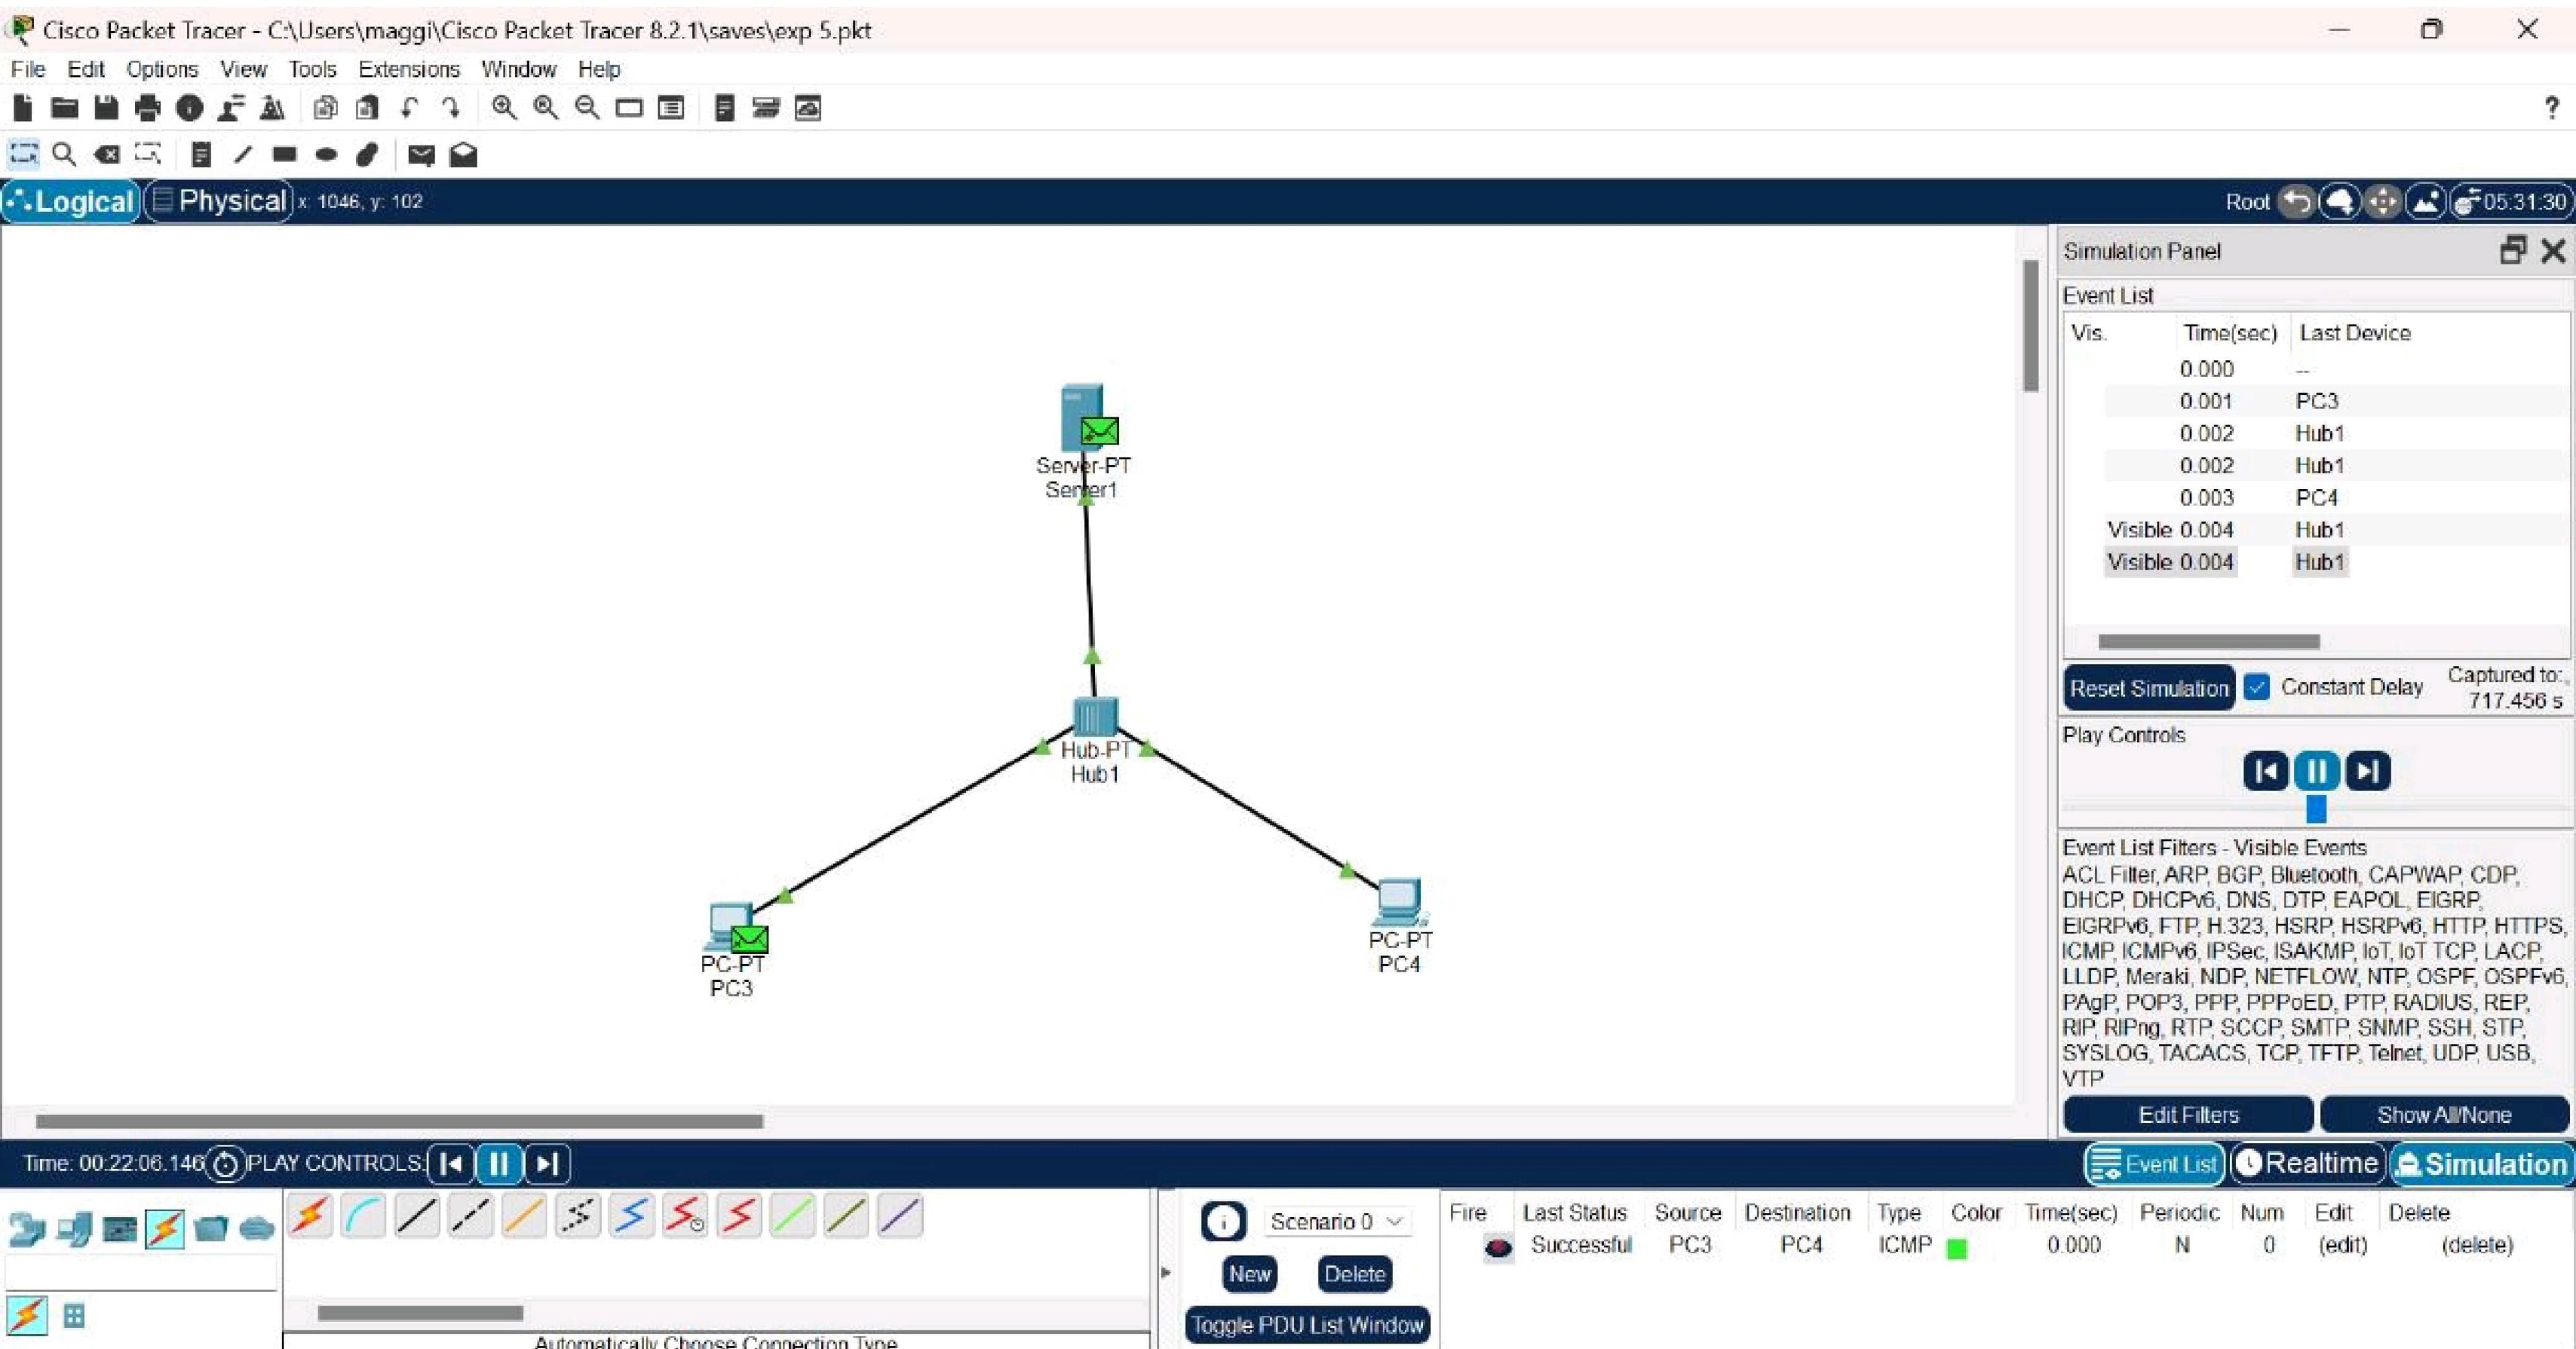 Cisco Packet Tracer - C:\Users\maggi\Cisco Packet Tracer 8.2.1\saves\exp 5.pkt
File Edit Options View Tools Extensions Window Help
?
Logical Physical x: 1046, y: 102 Root 05:31:30
Simulation Panel
Event List
Vis. Time(sec) Last Device
0.000 --
0.001 PC3
0.002 Hub1
0.002 Hub1
0.003 PC4
Visible 0.004 Hub1
Visible 0.004 Hub1
Reset Simulation Constant Delay Captured to:
717.456 s
Play Controls
Event List Filters - Visible Events
ACL Filter, ARP, BGP, Bluetooth, CAPWAP, CDP,
DHCP, DHCPv6, DNS, DTP, EAPOL, EIGRP,
EIGRPv6, FTP, H.323, HSRP, HSRPv6, HTTP, HTTPS,
ICMP, ICMPv6, IPSec, ISAKMP, IoT, IoT TCP, LACP,
LLDP, Meraki, NDP, NETFLOW, NTP, OSPF, OSPFv6,
PAgP, POP3, PPP, PPPoED, PTP, RADIUS, REP,
RIP, RIPng, RTP, SCCP, SMTP, SNMP, SSH, STP,
SYSLOG, TACACS, TCP, TFTP, Telnet, UDP, USB,
VTP
Edit Filters Show All/None
Server-PT
Server1
Hub-PT
Hub1
PC-PT
PC3
PC-PT
PC4
Time: 00:22:06.146 PLAY CONTROLS: Event List Realtime Simulation
Scenario 0
New Delete
Toggle PDU List Window
Fire Last Status Source Destination Type Color Time(sec) Periodic Num Edit Delete
Successful PC3 PC4 ICMP 0.000 N 0 (edit) (delete)
Automatically Choose Connection Type